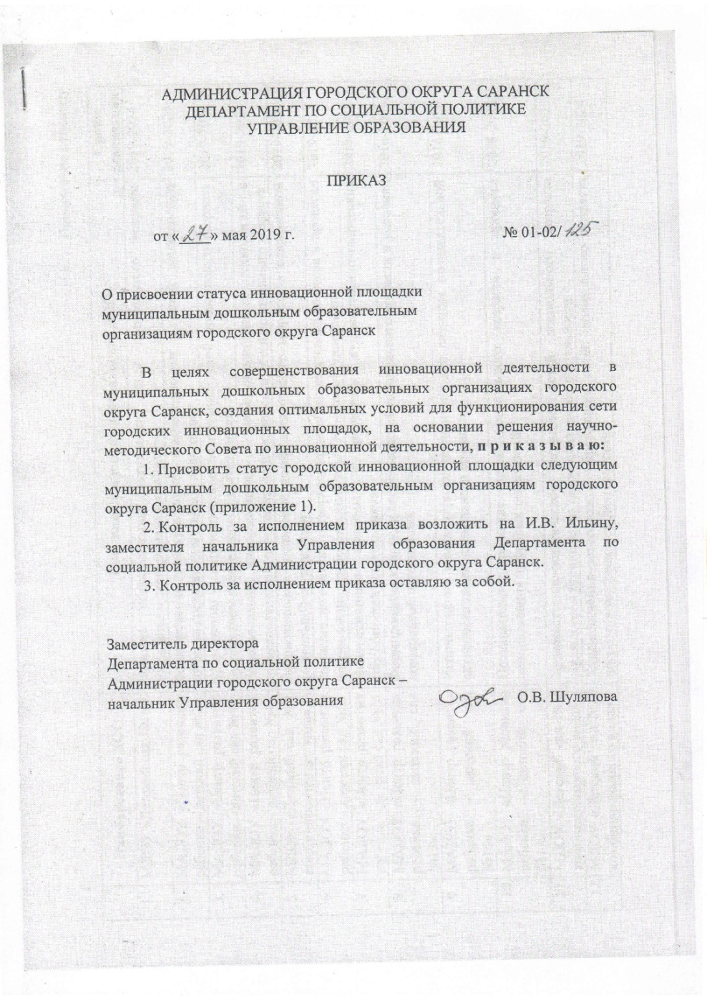 АДМИНИСТРАЦИЯ ГОРОДСКОГО ОКРУГА САРАНСК
ДЕПАРТАМЕНТ ПО СОЦИАЛЬНОЙ ПОЛИТИКЕ
УПРАВЛЕНИЕ ОБРАЗОВАНИЯ
ПРИКАЗ
от «27» мая 2019 г. № 01-02/125
О присвоении статуса инновационной площадки
муниципальным дошкольным образовательным
организациям городского округа Саранск
В целях совершенствования инновационной деятельности в
муниципальных дошкольных образовательных организациях городского
округа Саранск, создания оптимальных условий для функционирования сети
городских инновационных площадок, на основании решения научно-
методического Совета по инновационной деятельности, п р и к а з ы в а ю:
1. Присвоить статус городской инновационной площадки следующим
муниципальным дошкольным образовательным организациям городского
округа Саранск (приложение 1).
2. Контроль за исполнением приказа возложить на И.В. Ильину,
заместителя начальника Управления образования Департамента по
социальной политике Администрации городского округа Саранск.
3. Контроль за исполнением приказа оставляю за собой.
Заместитель директора
Департамента по социальной политике
Администрации городского округа Саранск –
начальник Управления образования О.В. Шуляпова